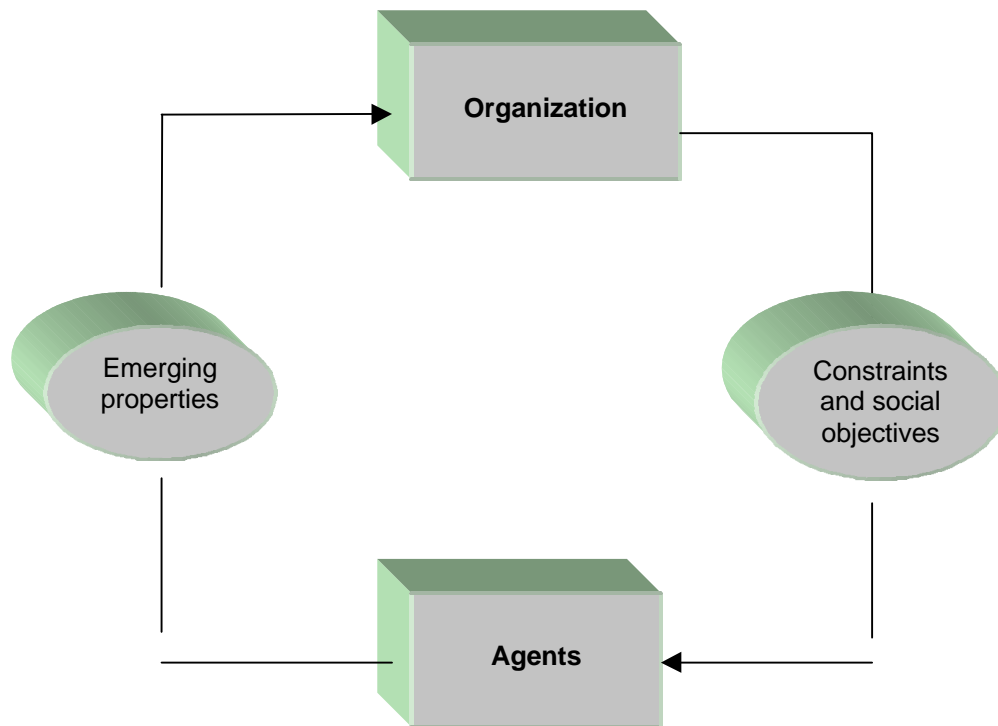 Organization
Emerging
properties
Constraints
and social
objectives
Agents